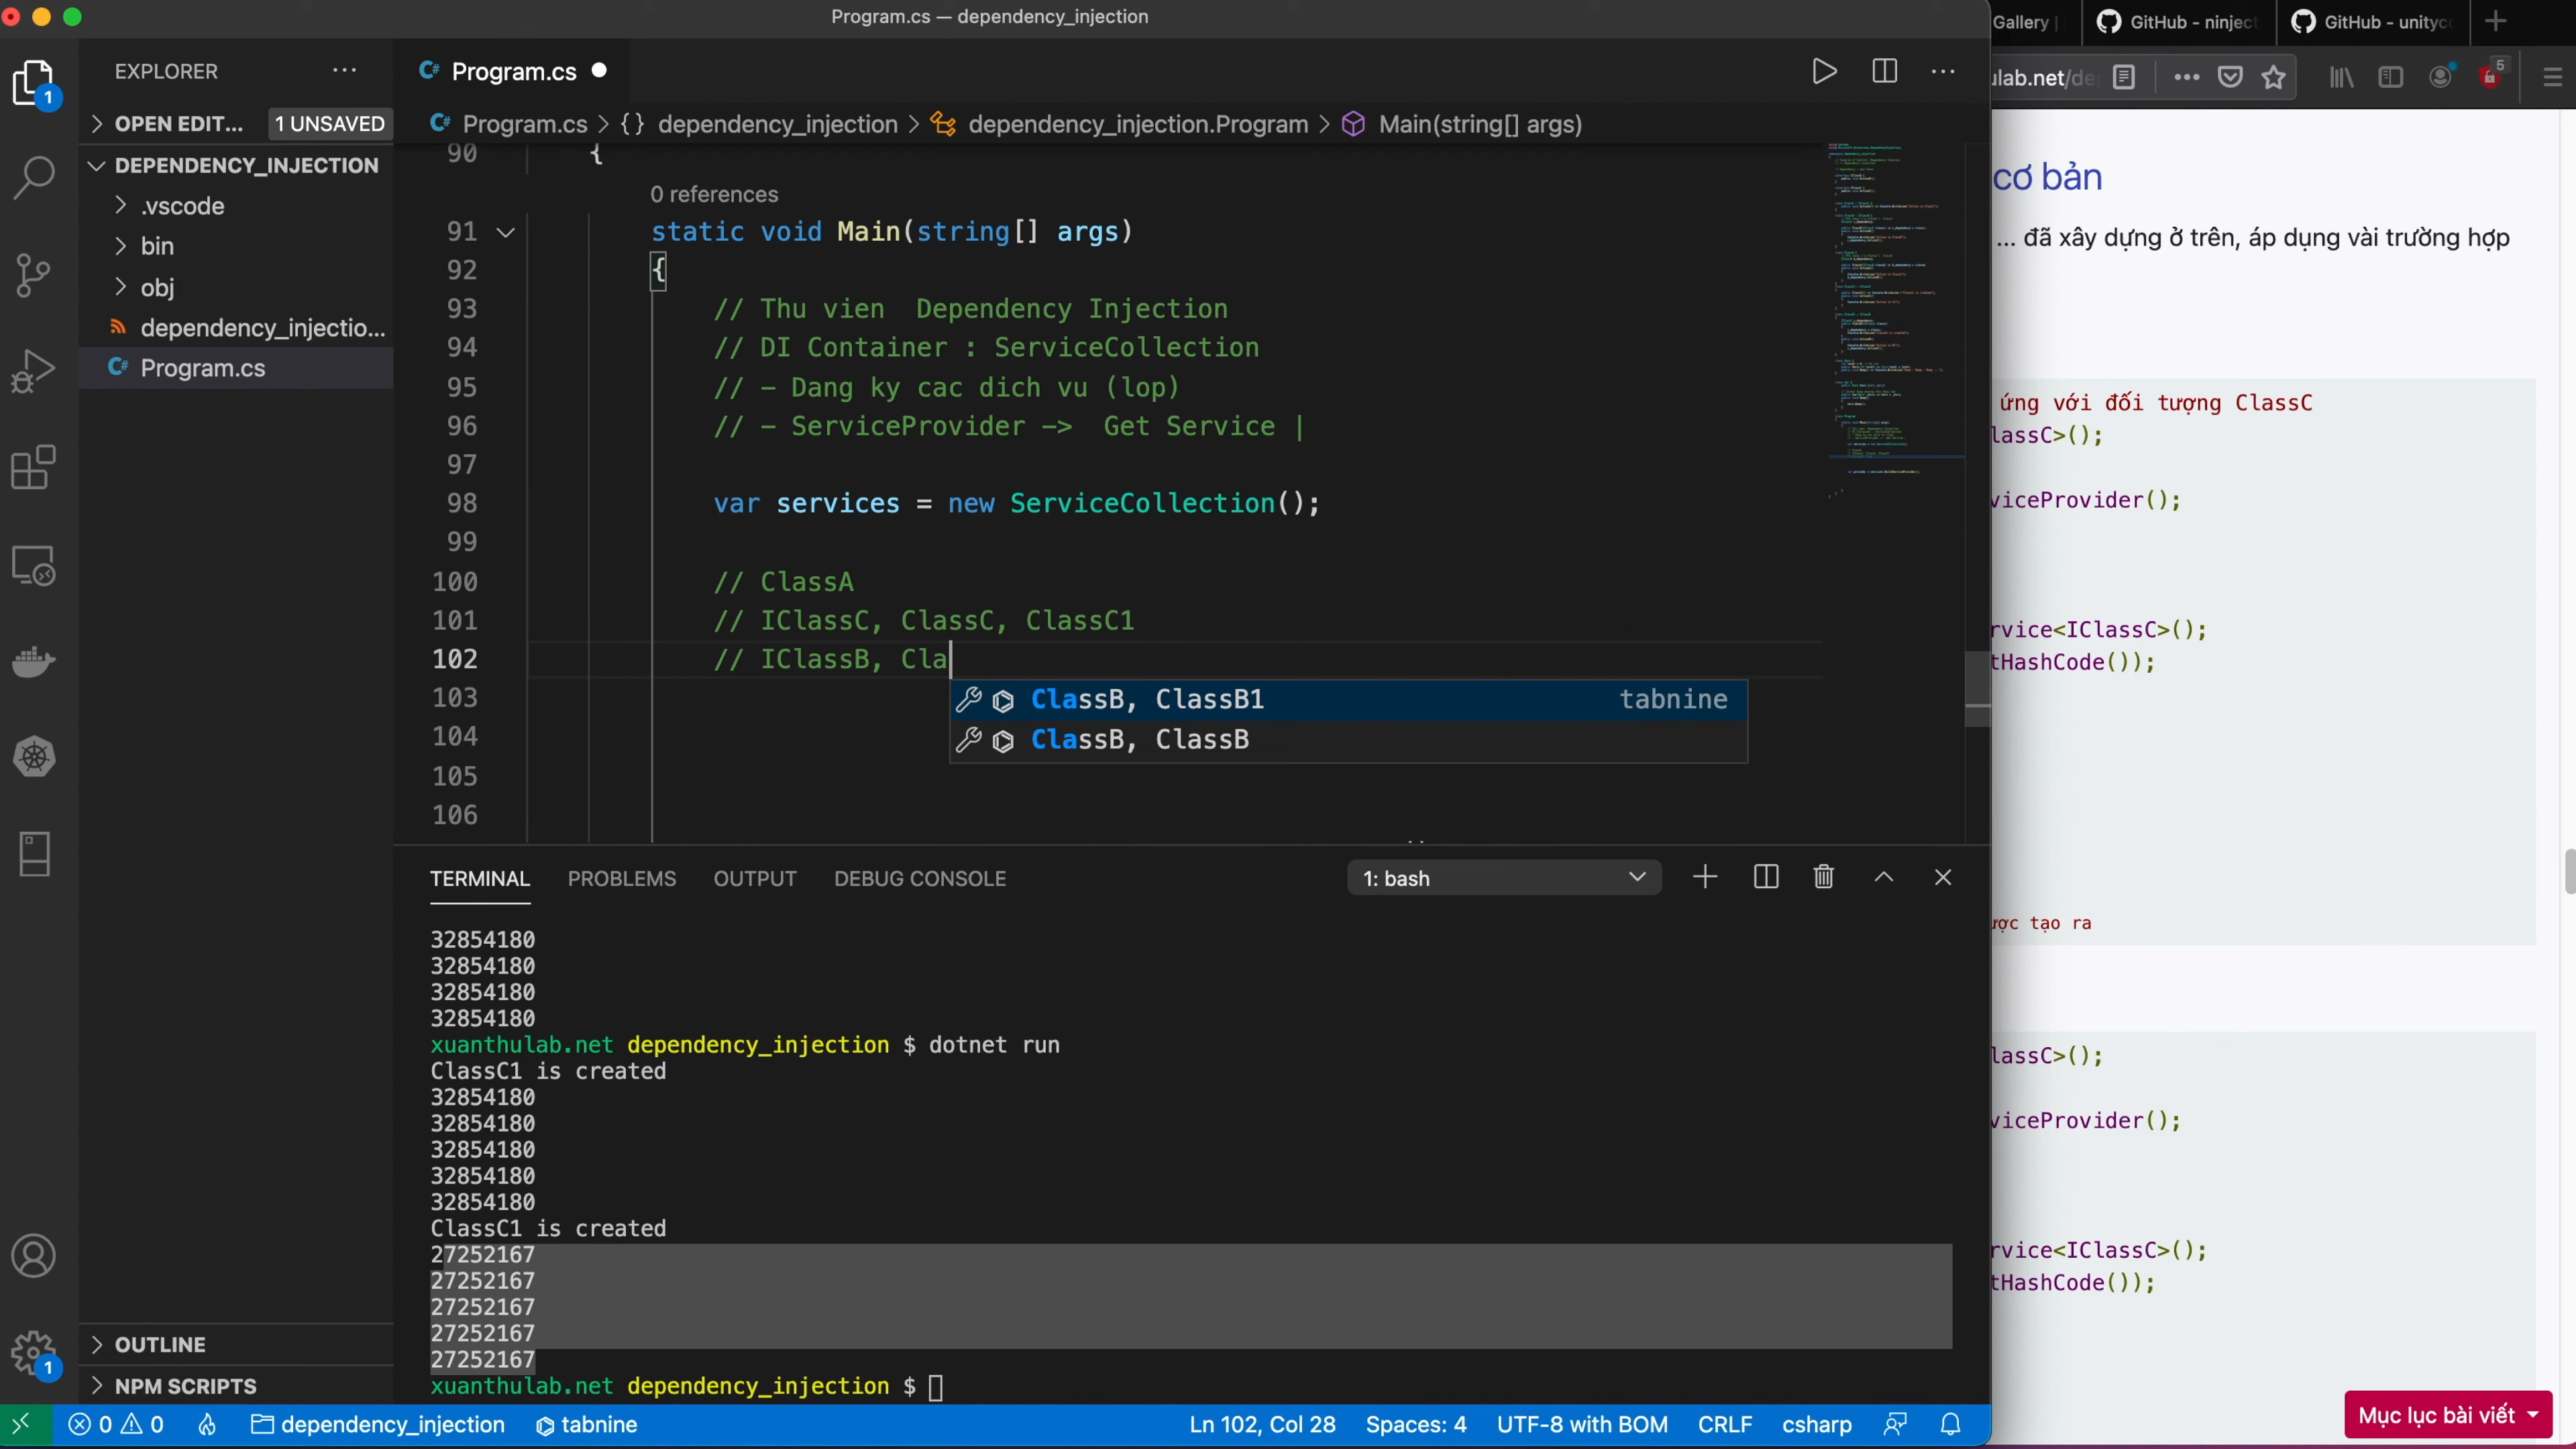 Program.cs — dependency_injection
Gallery |
GitHub - ninject
GitHub - unityc
EXPLORER
Program.cs
ulab.net/de
5
1
OPEN EDIT...
1 UNSAVED
Program.cs > {} dependency_injection > dependency_injection.Program > Main(string[] args)
DEPENDENCY_INJECTION
.vscode
bin
obj
dependency_injectio...
Program.cs
90 {
0 references
91 static void Main(string[] args)
92 {
93 // Thu vien  Dependency Injection
94 // DI Container : ServiceCollection
95 // - Dang ky cac dich vu (lop)
96 // - ServiceProvider ->  Get Service |
97
98 var services = new ServiceCollection();
99
100 // ClassA
101 // IClassC, ClassC, ClassC1
102 // IClassB, Cla
103
104
105
106
ClassB, ClassB1 tabnine
ClassB, ClassB
cơ bản
... đã xây dựng ở trên, áp dụng vài trường hợp
ứng với đối tượng ClassC
lassC>();
viceProvider();
rvice<IClassC>();
tHashCode());
ược tạo ra
lassC>();
viceProvider();
rvice<IClassC>();
tHashCode());
Mục lục bài viết
TERMINAL PROBLEMS OUTPUT DEBUG CONSOLE
1: bash
32854180
32854180
32854180
32854180
xuanthulab.net dependency_injection $ dotnet run
ClassC1 is created
32854180
32854180
32854180
32854180
32854180
ClassC1 is created
27252167
27252167
27252167
27252167
27252167
xuanthulab.net dependency_injection $
OUTLINE
NPM SCRIPTS
1
0 0 dependency_injection tabnine Ln 102, Col 28 Spaces: 4 UTF-8 with BOM CRLF csharp